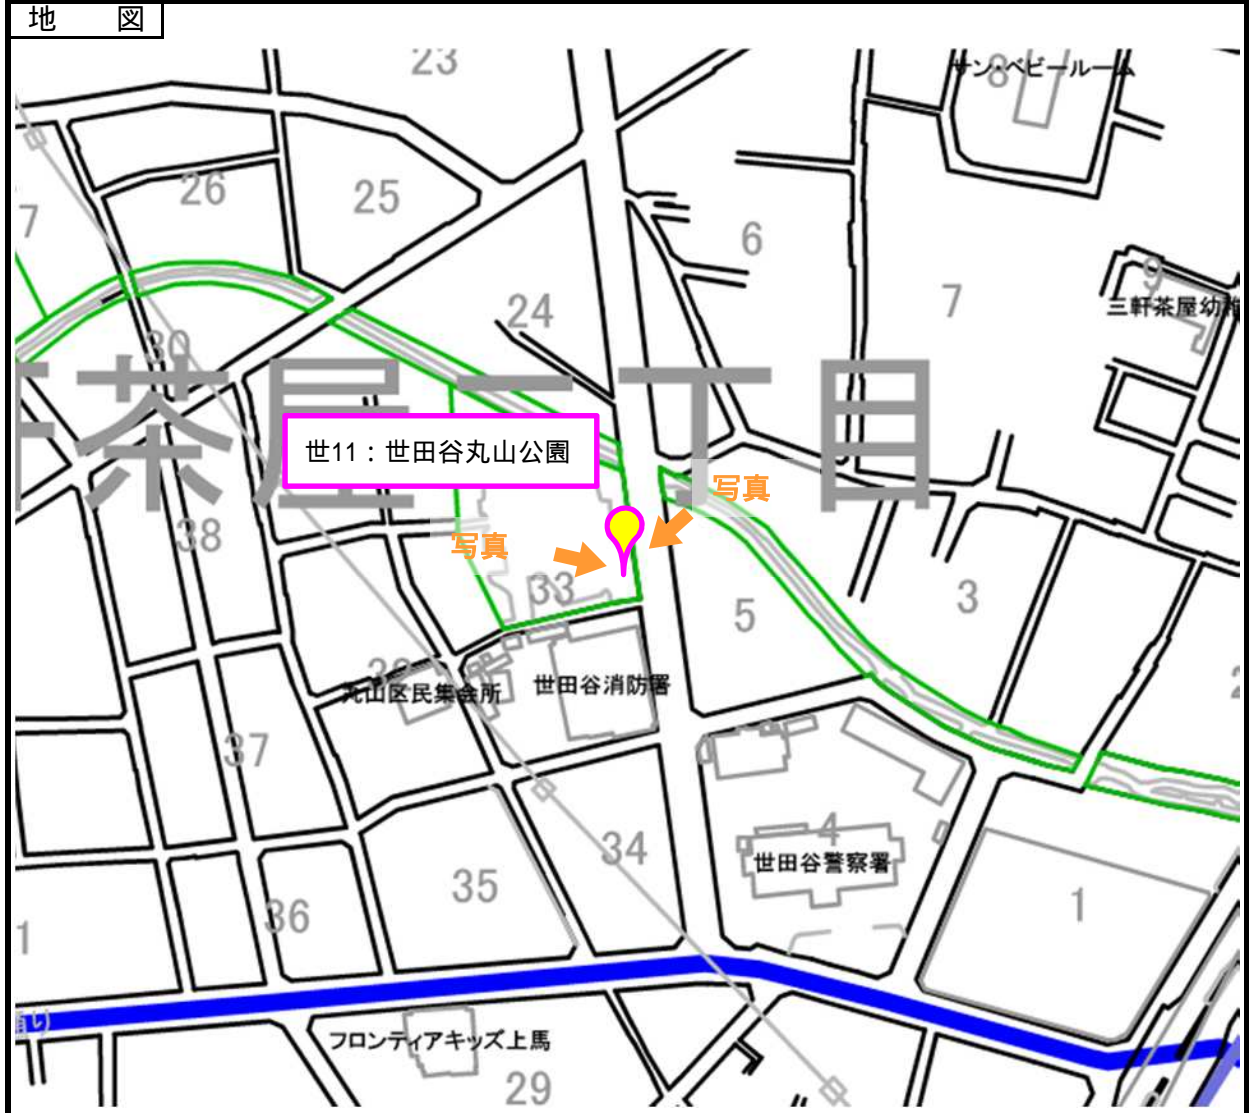 地　図
23
サン・ベビールーム
8
26
25
7
6
9
24
7
三軒茶屋幼稚
30
茶屋二丁目
世11：世田谷丸山公園
写真
38
写真
33
3
5
世田谷消防署
丸山区民集会所
37
34
4
世田谷警察署
35
1
36
1
フロンティアキッズ上馬
29